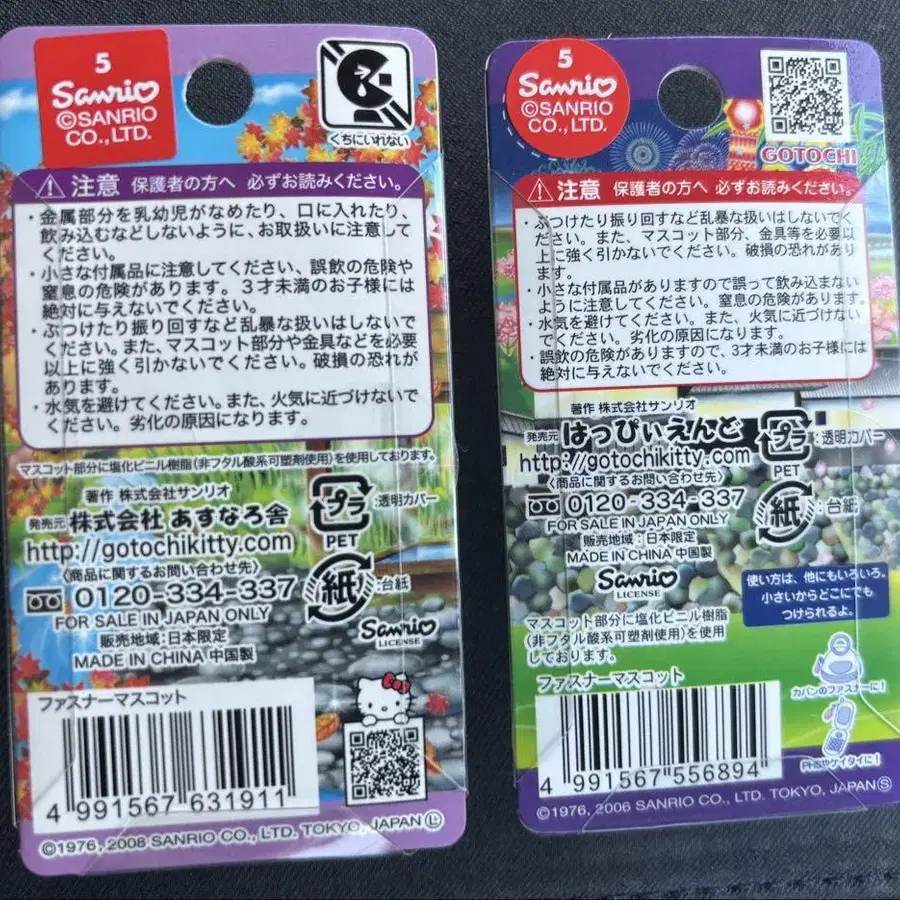 5
Sanrio
©SANRIO
CO., LTD.
くちにいれない
注意 保護者の方へ 必ずお読みください。
・金属部分を乳幼児がなめたり、口に入れたり、
飲み込むなどしないように、お取扱いに注意して
ください。
・小さな付属品に注意してください、誤飲の危険や
窒息の危険があります。3才未満のお子様には
絶対に与えないでください。
・ぶつけたり振り回すなど乱暴な扱いはしないで
ください。また、マスコット部分や金具などを必要
以上に強く引かないでください。破損の恐れが
あります。
・水気を避けてください。また、火気に近づけないで
ください。劣化の原因になります。
マスコット部分に塩化ビニル樹脂(非フタル酸系可塑剤使用)を使用しております。
著作 株式会社サンリオ
発売元 株式会社 あすなろ舎
http://gotochikitty.com
〈商品に関するお問い合わせ先〉
0120-334-337
FOR SALE IN JAPAN ONLY
販売地域:日本限定
MADE IN CHINA 中国製
プラ
:透明カバー
PET
紙
:台紙
Sanrio
LICENSE
ファスナーマスコット
4 991567 631911
©1976, 2008 SANRIO CO., LTD. TOKYO, JAPAN Ⓛ
5
Sanrio
©SANRIO
CO., LTD.
GOTOCHI
注意 保護者の方へ 必ずお読みください。
・ぶつけたり振り回すなど乱暴な扱いはしないでく
ださい。また、マスコット部分、金具等を必要以
上に強く引かないでください。破損の恐れがあり
ます。
・小さな付属品がありますので誤って飲み込まない
ように注意してください。窒息の危険があります。
・水気を避けてください。また、火気に近づけない
でください。劣化の原因になります。
・誤飲の危険がありますので、3才未満のお子様には
絶対に与えないでください。
著作 株式会社サンリオ
発売元 はっぴぃえんど
http://gotochikitty.com
〈商品に関するお問い合わせ先〉
0120-334-337
FOR SALE IN JAPAN ONLY
販売地域:日本限定
MADE IN CHINA 中国製
プラ
:透明カバー
PET
紙
:台紙
Sanrio
LICENSE
使い方は、他にもいろいろ。
小さいからどこにでも
つけられるよ。
マスコット部分に塩化ビニル樹脂
(非フタル酸系可塑剤使用)を使用
しております。
ファスナーマスコット
カバンのファスナーに!
PHSやケイタイに!
4 991567 556894
©1976, 2006 SANRIO CO., LTD. TOKYO, JAPAN Ⓢ